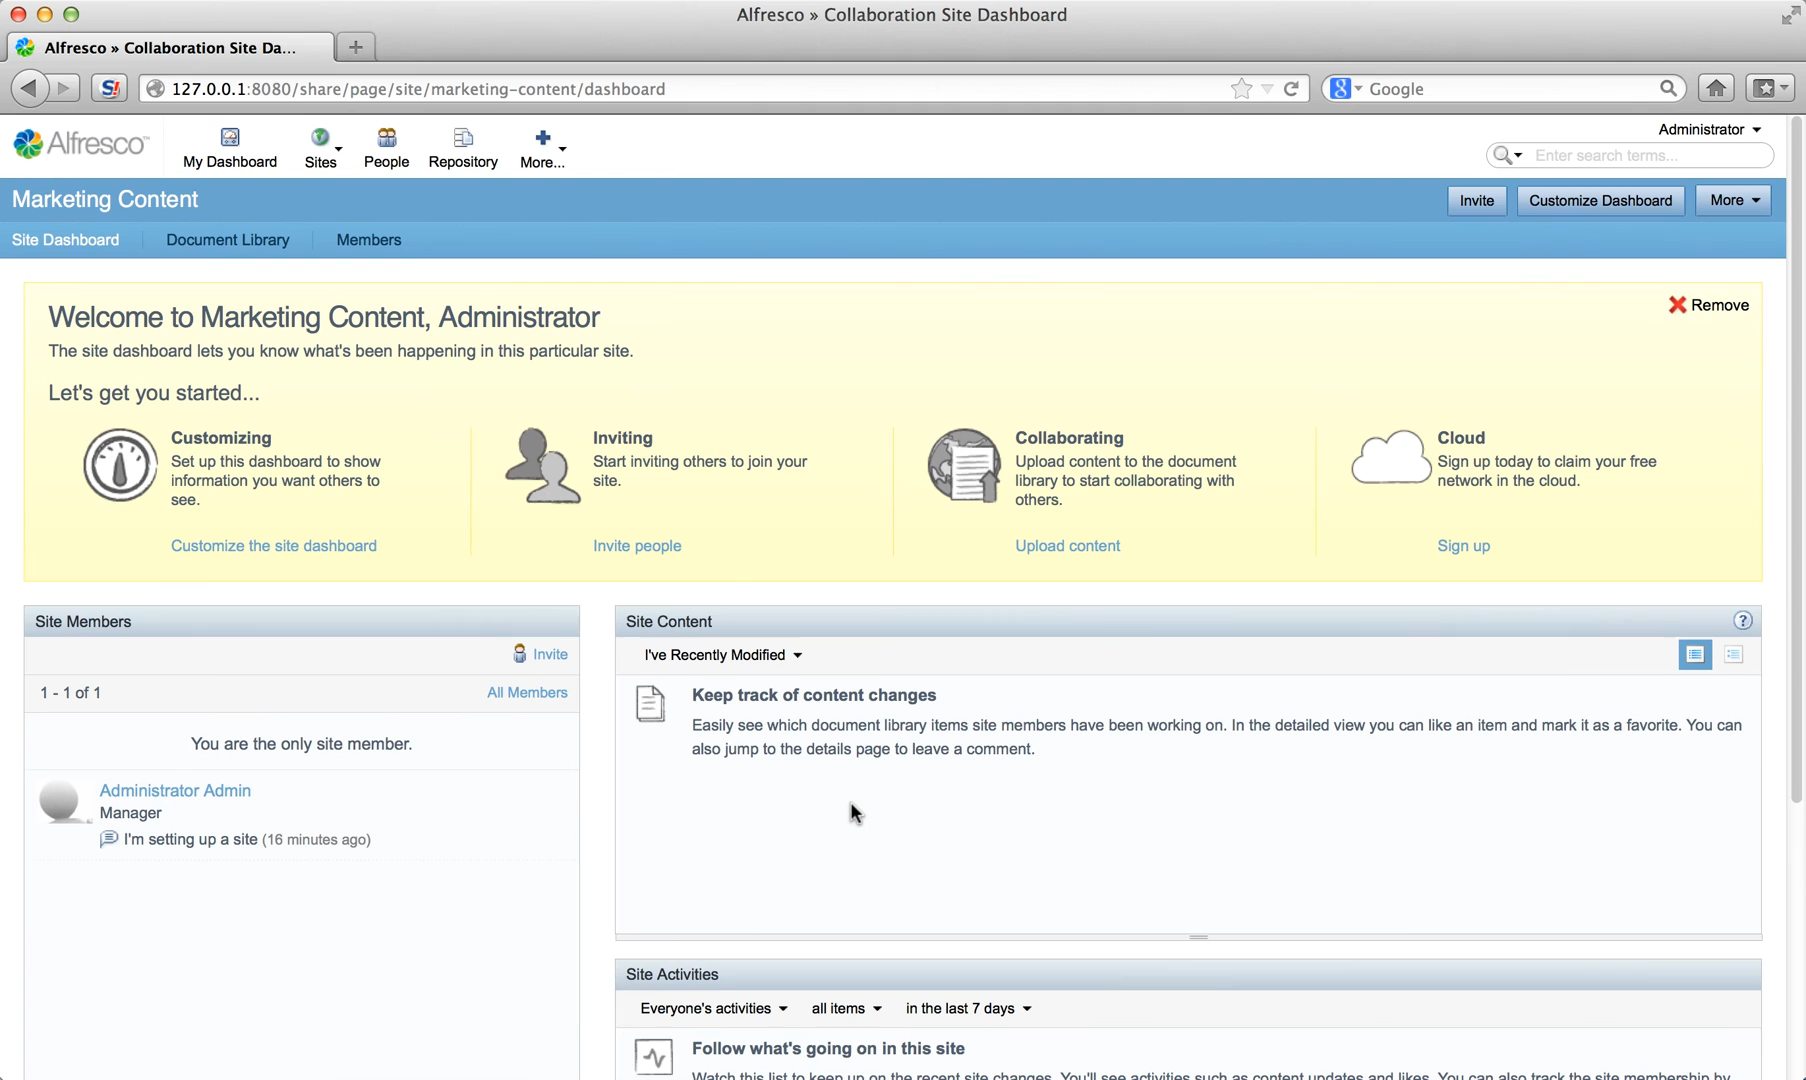 Alfresco » Collaboration Site Dashboard
Alfresco » Collaboration Site Da...
S!
127.0.0.1:8080/share/page/site/marketing-content/dashboard
8 Google
Alfresco™
My Dashboard
Sites
People
Repository
More...
Administrator
Enter search terms...
Marketing Content
Invite
Customize Dashboard
More
Site Dashboard
Document Library
Members
Welcome to Marketing Content, Administrator
Remove
The site dashboard lets you know what's been happening in this particular site.
Let's get you started...
Customizing
Set up this dashboard to show
information you want others to
see.
Customize the site dashboard
Inviting
Start inviting others to join your
site.
Invite people
Collaborating
Upload content to the document
library to start collaborating with
others.
Upload content
Cloud
Sign up today to claim your free
network in the cloud.
Sign up
Site Members
Invite
1 - 1 of 1
All Members
You are the only site member.
Administrator Admin
Manager
I'm setting up a site (16 minutes ago)
Site Content
?
I've Recently Modified
Keep track of content changes
Easily see which document library items site members have been working on. In the detailed view you can like an item and mark it as a favorite. You can
also jump to the details page to leave a comment.
Site Activities
Everyone's activities
all items
in the last 7 days
Follow what's going on in this site
Watch this list to keep up on the recent site changes. You'll see activities such as content updates and likes. You can also track the site membership by